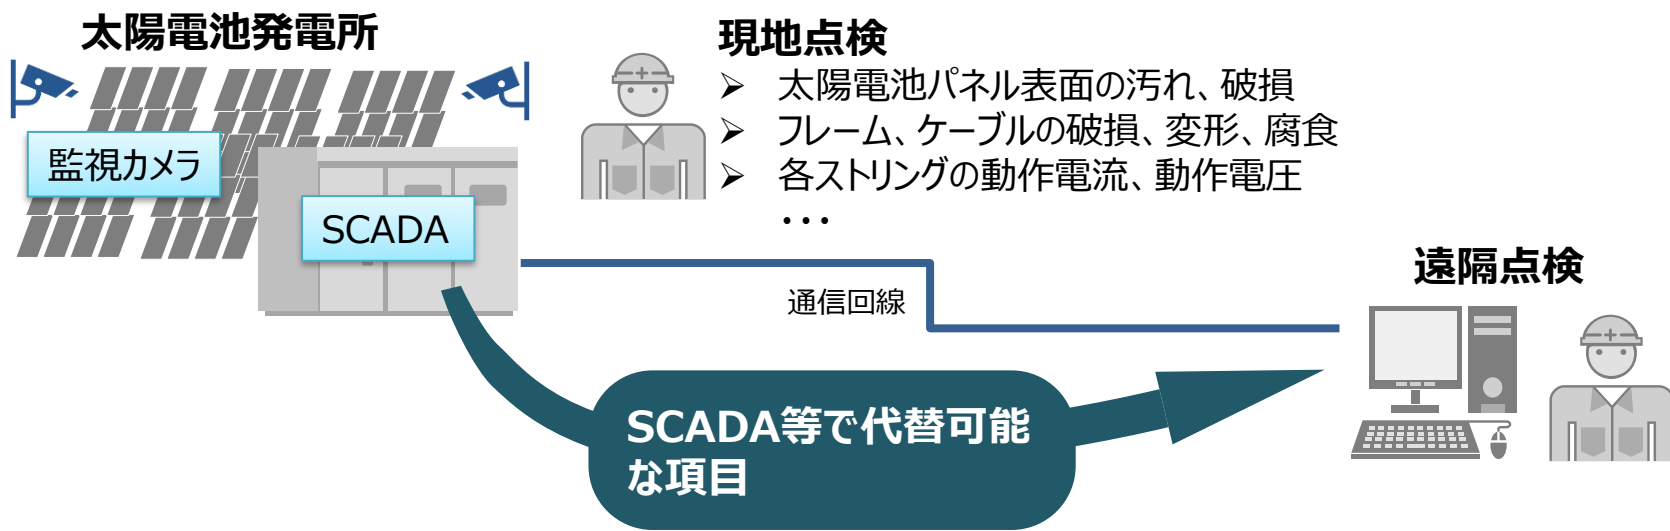 太陽電池発電所
監視カメラ
SCADA
現地点検
➢ 太陽電池パネル表面の汚れ、破損
➢ フレーム、ケーブルの破損、変形、腐食
➢ 各ストリングの動作電流、動作電圧
・・・
通信回線
遠隔点検
SCADA等で代替可能
な項目